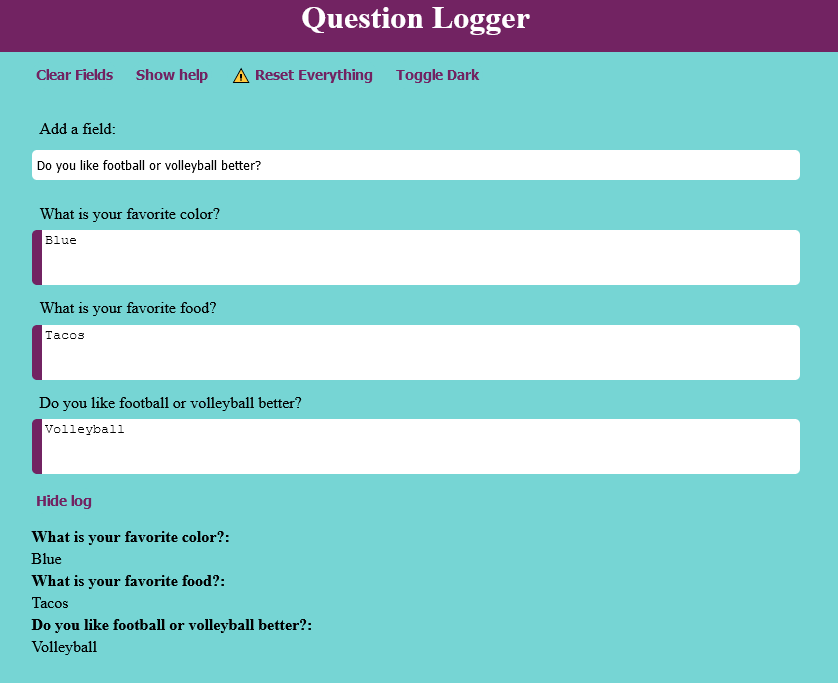 Question Logger
Clear Fields Show help ⚠ Reset Everything Toggle Dark
Add a field:
Do you like football or volleyball better?
What is your favorite color?
Blue
What is your favorite food?
Tacos
Do you like football or volleyball better?
Volleyball
Hide log
What is your favorite color?:
Blue
What is your favorite food?:
Tacos
Do you like football or volleyball better?:
Volleyball